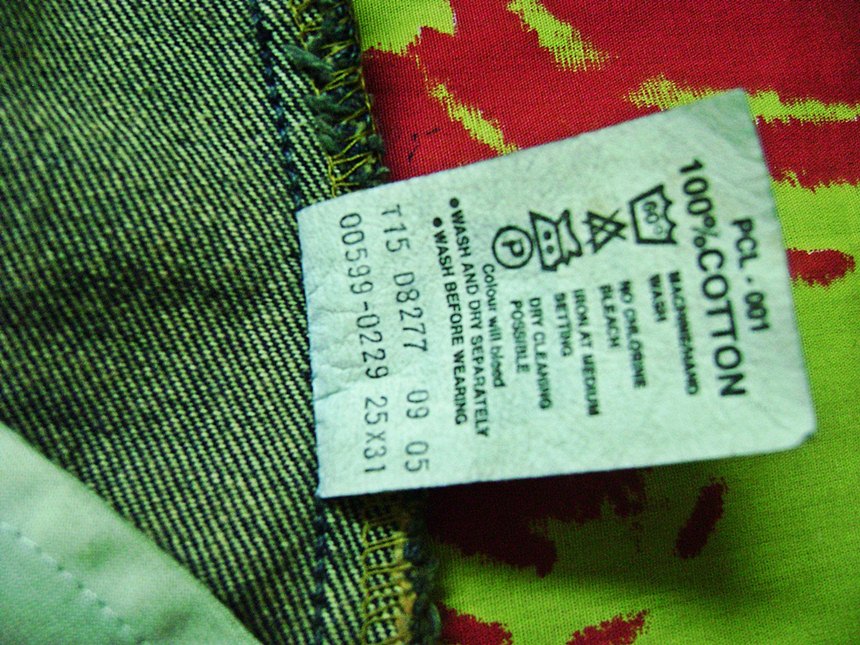 PCL - 001
100%COTTON
60°
MACHINE/HAND
WASH
NO CHLORINE
BLEACH
IRON AT MEDIUM
SETTING
P
DRY CLEANING
POSSIBLE
Colour will bleed
● WASH AND DRY SEPARATELY
● WASH BEFORE WEARING
T15 D8277 09 05
00599-0229 25X31